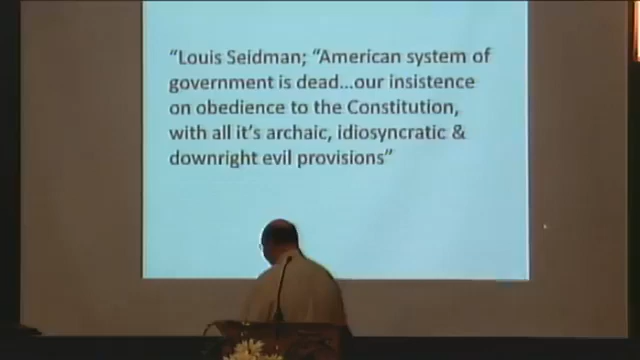 “Louis Seidman; “American system of
government is dead...our insistence
on obedience to the Constitution,
with all it’s archaic, idiosyncratic &
downright evil provisions”